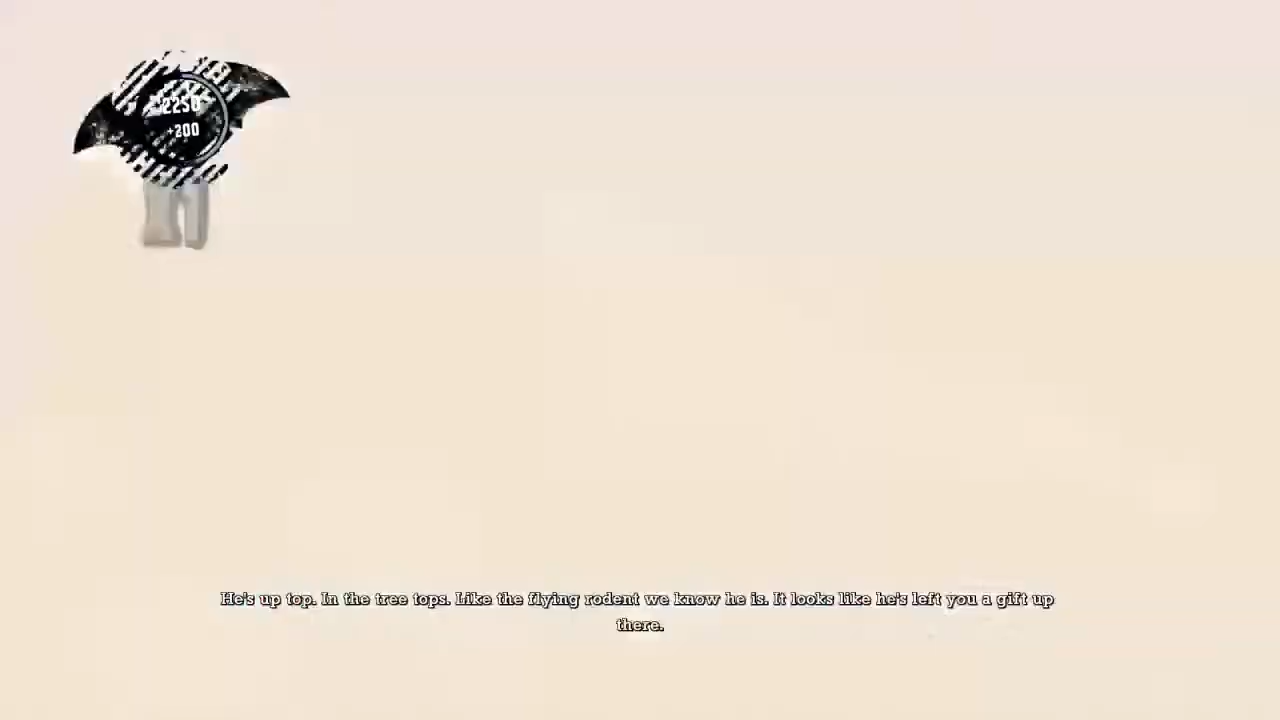 2250
+200
He's up top. In the tree tops. Like the flying rodent we know he is. It looks like he's left you a gift up
there.